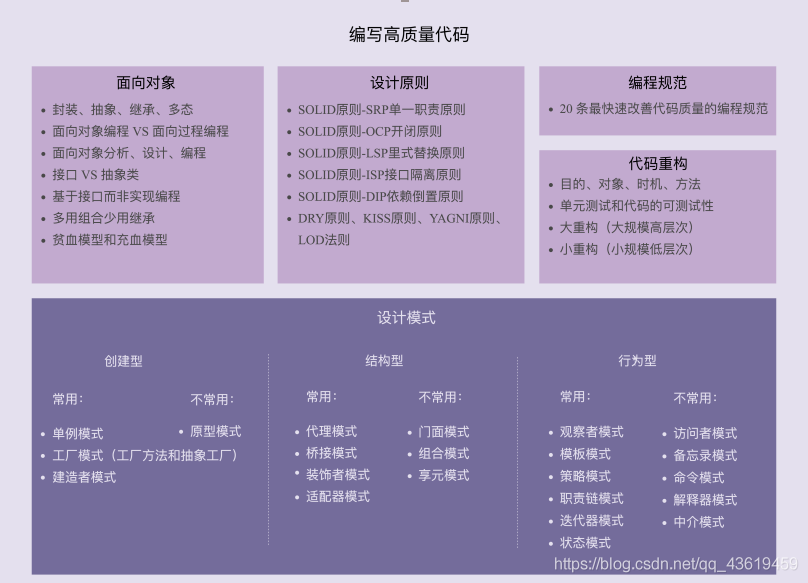 编写高质量代码
面向对象
封装、抽象、继承、多态
面向对象编程 VS 面向过程编程
面向对象分析、设计、编程
接口 VS 抽象类
基于接口而非实现编程
多用组合少用继承
贫血模型和充血模型
设计原则
SOLID原则-SRP单一职责原则
SOLID原则-OCP开闭原则
SOLID原则-LSP里式替换原则
SOLID原则-ISP接口隔离原则
SOLID原则-DIP依赖倒置原则
DRY原则、KISS原则、YAGNI原则、
LOD法则
编程规范
20 条最快速改善代码质量的编程规范
代码重构
目的、对象、时机、方法
单元测试和代码的可测试性
大重构（大规模高层次）
小重构（小规模低层次）
设计模式
创建型
常用：
单例模式
工厂模式（工厂方法和抽象工厂）
建造者模式
不常用：
原型模式
结构型
常用：
代理模式
桥接模式
装饰者模式
适配器模式
不常用：
门面模式
组合模式
享元模式
行为型
常用：
观察者模式
模板模式
策略模式
职责链模式
迭代器模式
状态模式
不常用：
访问者模式
备忘录模式
命令模式
解释器模式
中介模式
https://blog.csdn.net/qq_43619459